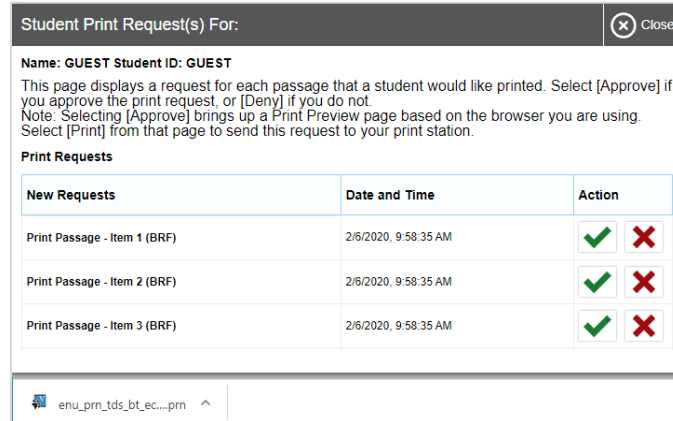 Student Print Request(s) For:
Close
Name: GUEST Student ID: GUEST
This page displays a request for each passage that a student would like printed. Select [Approve] if
you approve the print request, or [Deny] if you do not.
Note: Selecting [Approve] brings up a Print Preview page based on the browser you are using.
Select [Print] from that page to send this request to your print station.
Print Requests
New Requests Date and Time Action
Print Passage - Item 1 (BRF) 2/6/2020, 9:58:35 AM
Print Passage - Item 2 (BRF) 2/6/2020, 9:58:35 AM
Print Passage - Item 3 (BRF) 2/6/2020, 9:58:35 AM
enu_prn_tds_bt_ec....prn